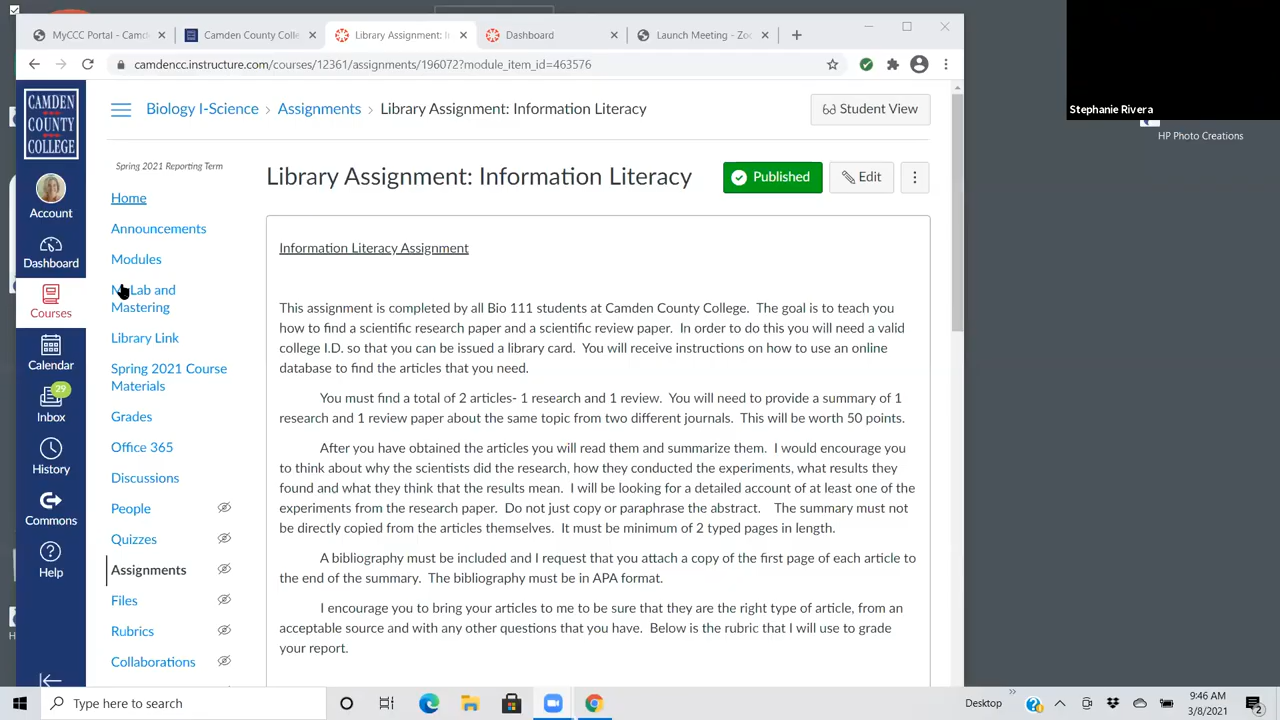 MyCCC Portal - Camd
Camden County Colle
Library Assignment: I
Dashboard
Launch Meeting - Zo
camdencc.instructure.com/courses/12361/assignments/196072?module_item_id=463576
Stephanie Rivera
HP Photo Creations
CAMDEN
COUNTY
COLLEGE
Account
Dashboard
Courses
Calendar
29
Inbox
History
Commons
Help
Biology I-Science > Assignments > Library Assignment: Information Literacy
Student View
Spring 2021 Reporting Term
Home
Announcements
Modules
Lab and
Mastering
Library Link
Spring 2021 Course
Materials
Grades
Office 365
Discussions
People
Quizzes
Assignments
Files
Rubrics
Collaborations
Library Assignment: Information Literacy
Published
Edit
Information Literacy Assignment
This assignment is completed by all Bio 111 students at Camden County College. The goal is to teach you
how to find a scientific research paper and a scientific review paper. In order to do this you will need a valid
college I.D. so that you can be issued a library card. You will receive instructions on how to use an online
database to find the articles that you need.
You must find a total of 2 articles- 1 research and 1 review. You will need to provide a summary of 1
research and 1 review paper about the same topic from two different journals. This will be worth 50 points.
After you have obtained the articles you will read them and summarize them. I would encourage you
to think about why the scientists did the research, how they conducted the experiments, what results they
found and what they think that the results mean. I will be looking for a detailed account of at least one of the
experiments from the research paper. Do not just copy or paraphrase the abstract. The summary must not
be directly copied from the articles themselves. It must be minimum of 2 typed pages in length.
A bibliography must be included and I request that you attach a copy of the first page of each article to
the end of the summary. The bibliography must be in APA format.
I encourage you to bring your articles to me to be sure that they are the right type of article, from an
acceptable source and with any other questions that you have. Below is the rubric that I will use to grade
your report.
Type here to search
Desktop
9:46 AM
3/8/2021
2